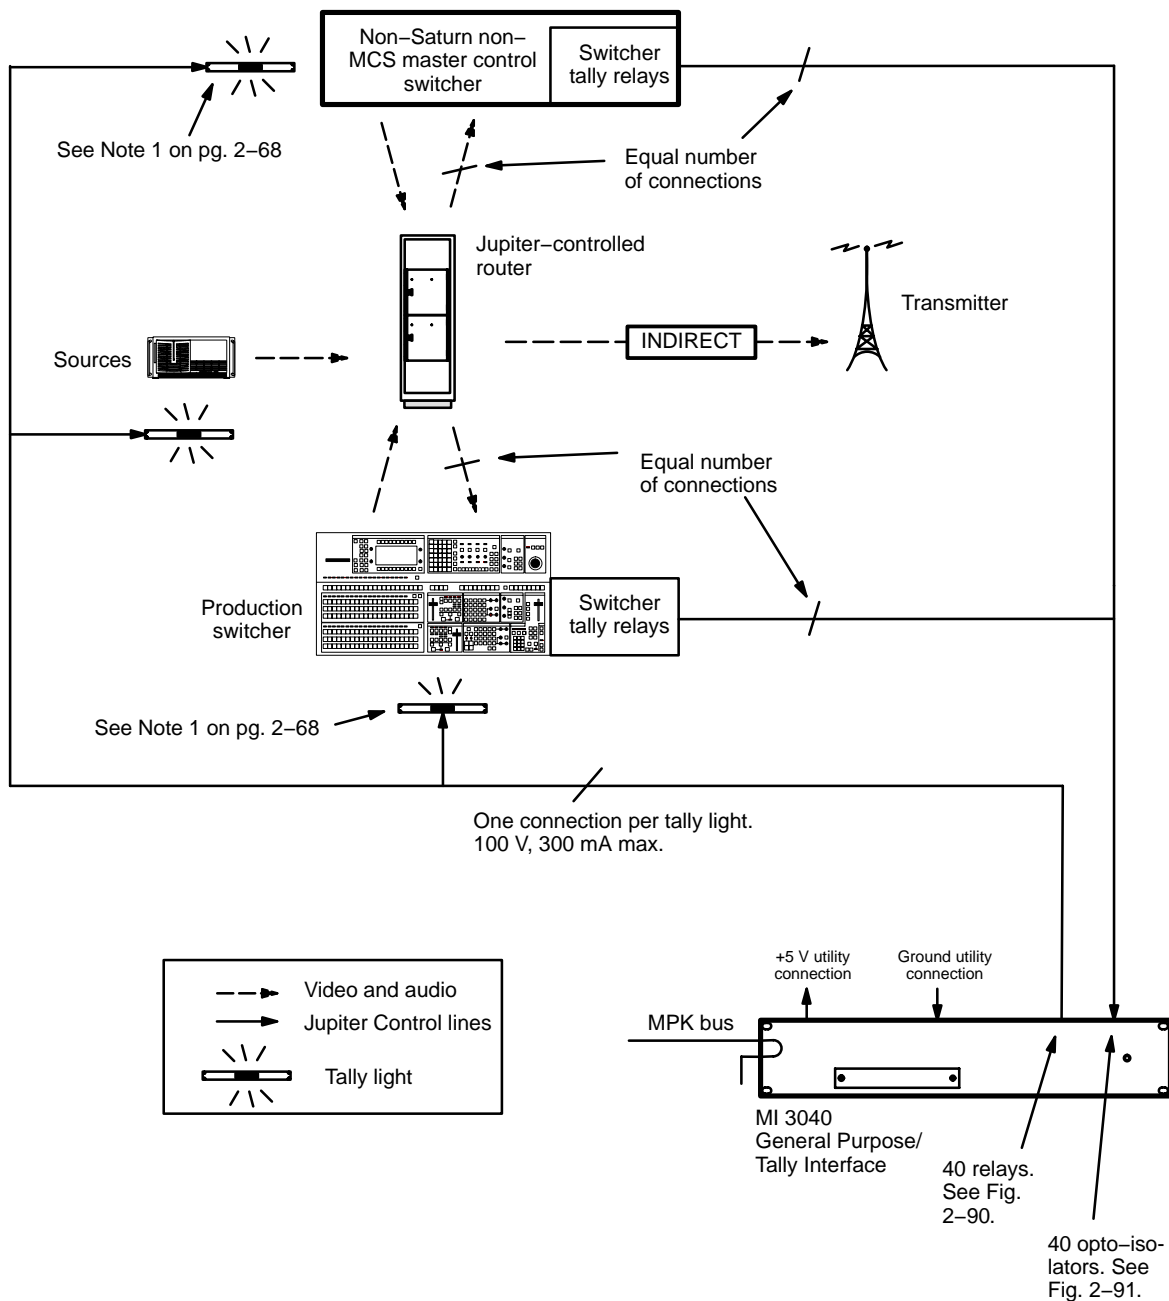 Non–Saturn non–
MCS master control
switcher
Switcher
tally relays
See Note 1 on pg. 2–68
Equal number
of connections
Jupiter–controlled
router
Transmitter
INDIRECT
Sources
Equal number
of connections
Production
switcher
Switcher
tally relays
See Note 1 on pg. 2–68
One connection per tally light.
100 V, 300 mA max.
Video and audio
Jupiter Control lines
Tally light
+5 V utility
connection
Ground utility
connection
MPK bus
MI 3040
General Purpose/
Tally Interface
40 relays.
See Fig.
2–90.
40 opto–iso-
lators. See
Fig. 2–91.